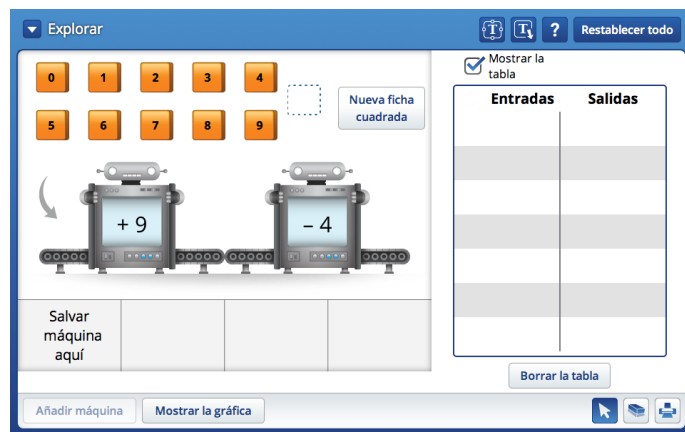 Explorar
T
T
?
Restablecer todo
0 1 2 3 4
5 6 7 8 9
Nueva ficha
cuadrada
+ 9
– 4
Salvar
máquina
aquí
Mostrar la
tabla
Entradas Salidas
Borrar la tabla
Añadir máquina
Mostrar la gráfica